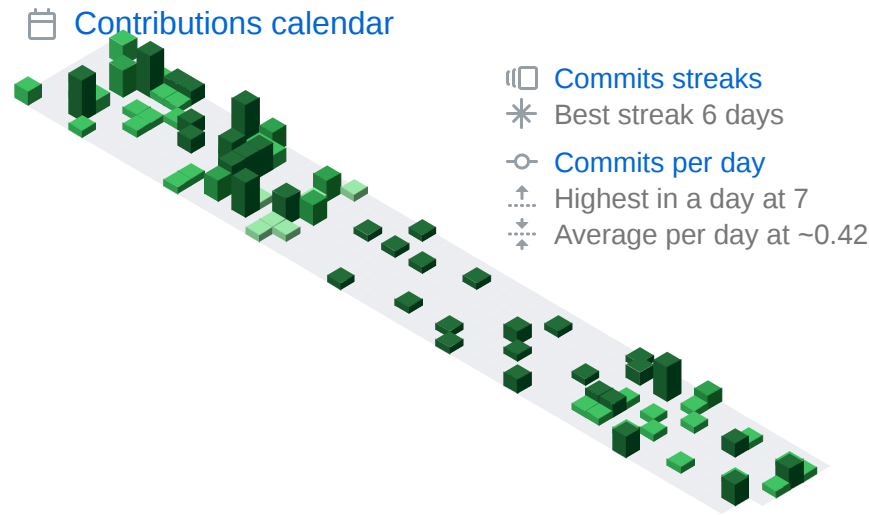 Contributions calendar
Commits streaks
Best streak 6 days
Commits per day
Highest in a day at 7
Average per day at ~0.42